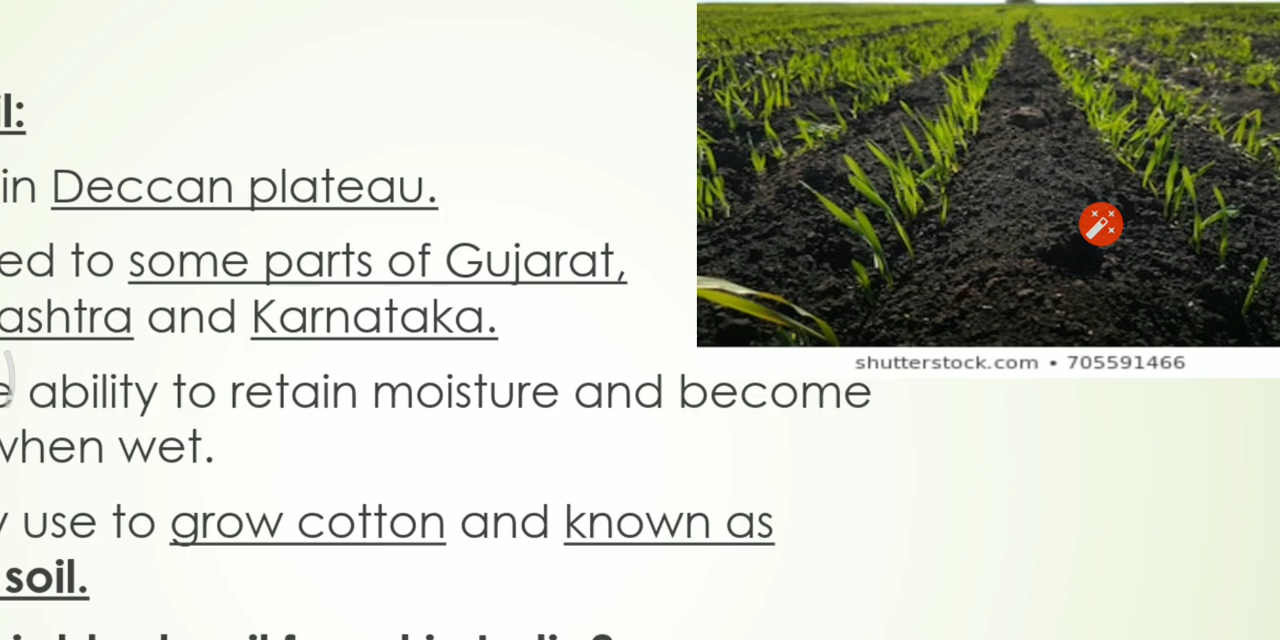 il:
in Deccan plateau.
ed to some parts of Gujarat,
ashtra and Karnataka.
e ability to retain moisture and become
when wet.
y use to grow cotton and known as
soil.
shutterstock.com • 705591466